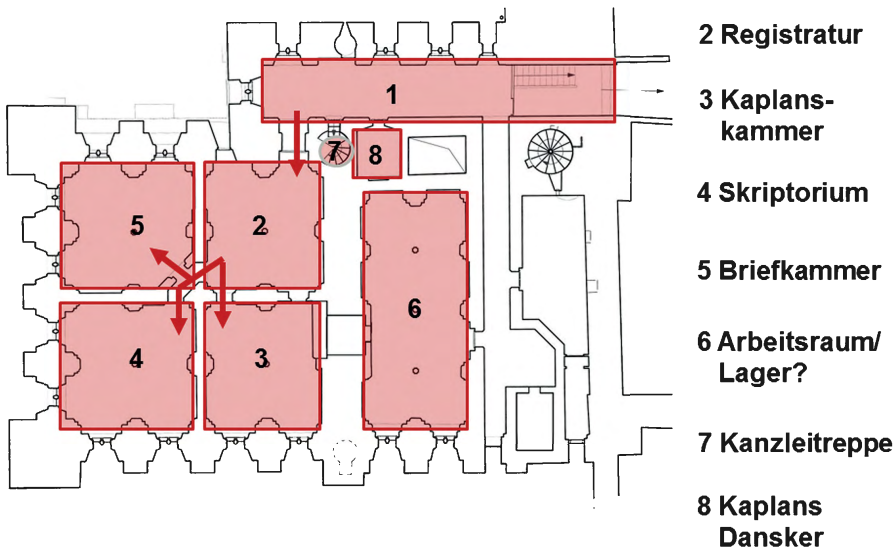 1
7
8
5
2
6
4
3
2 Registratur
3 Kaplans-
kammer
4 Skriptorium
5 Briefkammer
6 Arbeitsraum/
Lager?
7 Kanzleitreppe
8 Kaplans
Dansker